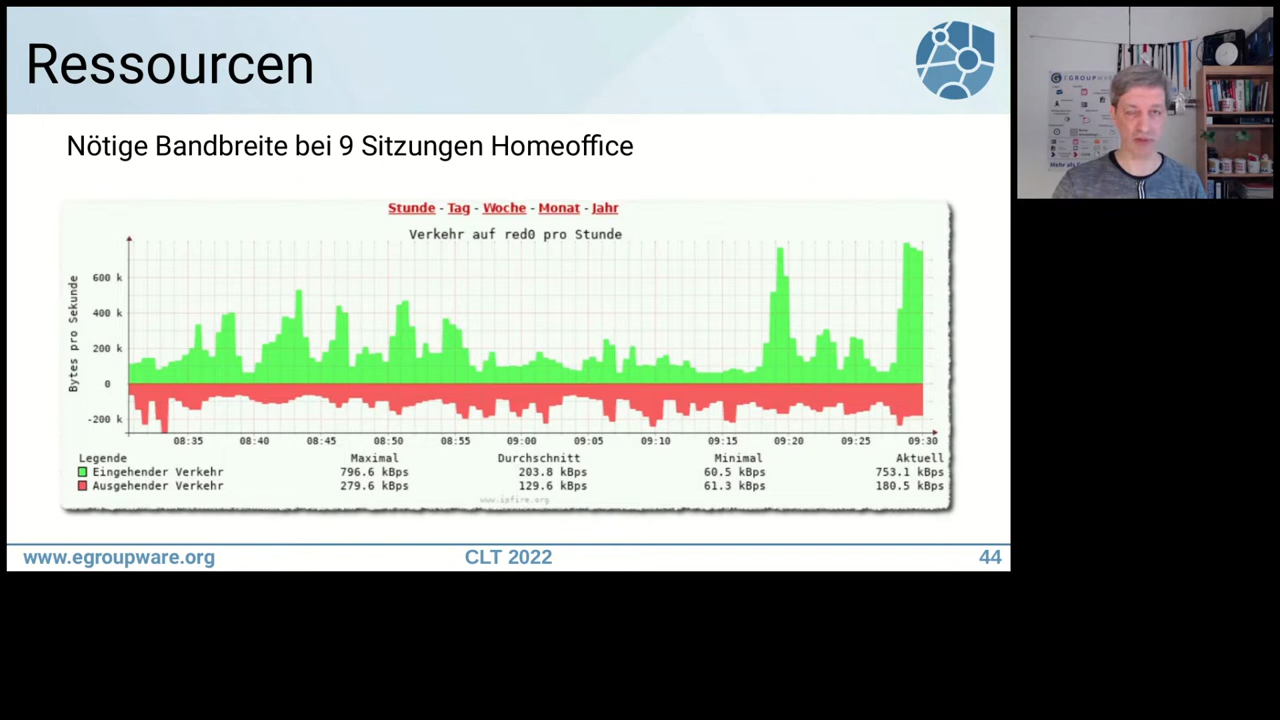 Ressourcen
Nötige Bandbreite bei 9 Sitzungen Homeoffice
Stunde - Tag - Woche - Monat - Jahr
Verkehr auf red0 pro Stunde
Bytes pro Sekunde
600 k
400 k
200 k
0
-200 k
08:35 08:40 08:45 08:50 08:55 09:00 09:05 09:10 09:15 09:20 09:25 09:30
Legende Maximal Durchschnitt Minimal Aktuell
Eingehender Verkehr 796.6 kBps 203.8 kBps 60.5 kBps 753.1 kBps
Ausgehender Verkehr 279.6 kBps 129.6 kBps 61.3 kBps 180.5 kBps
www.ipfire.org
www.egroupware.org CLT 2022 44
EGROUPWARE